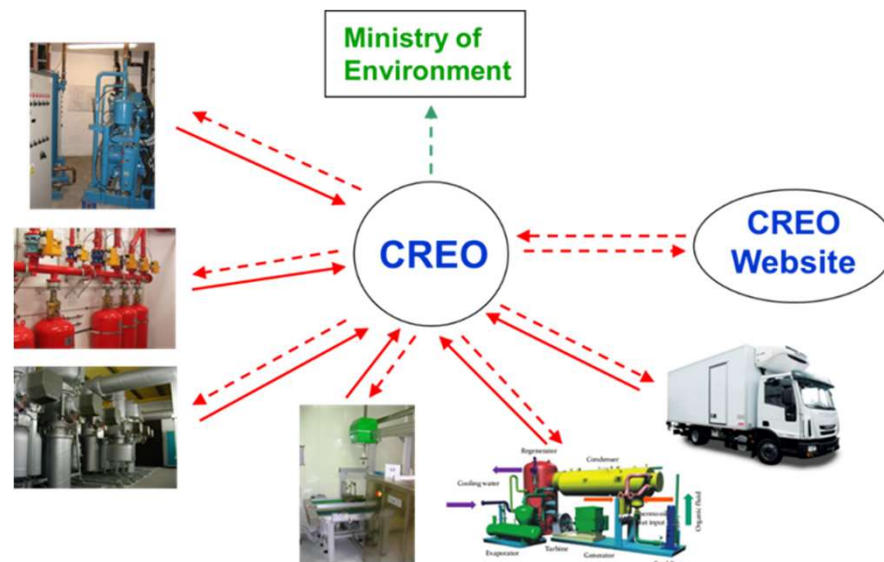 Ministry of
Environment
CREO
CREO
Website
Regenerator
Condenser
Cooling water
Organic fluid
Evaporator
Turbine
Generator